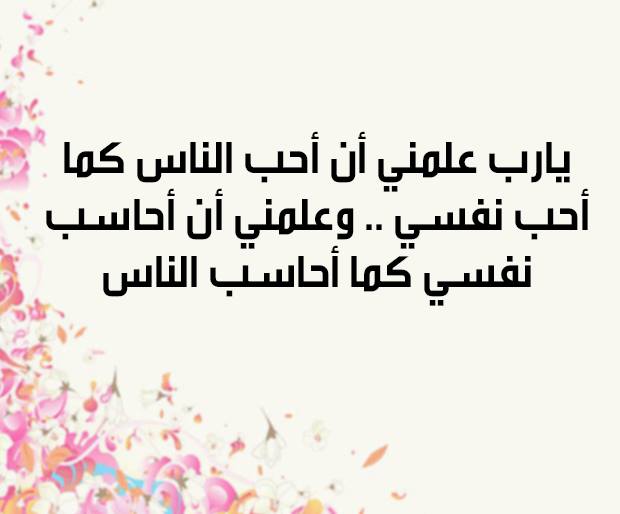 يارب علمني أن أحب الناس كما
أحب نفسي .. وعلمني أن أحاسب
نفسي كما أحاسب الناس